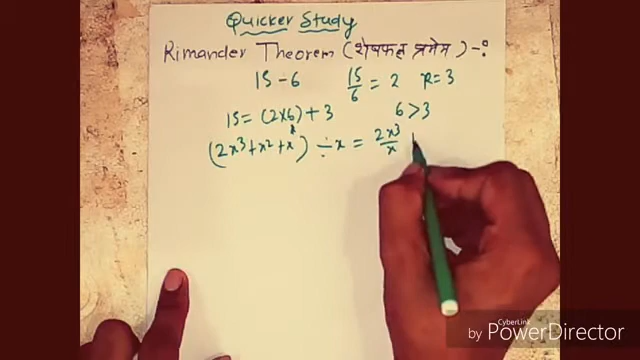 Quicker Study
Rimander Theorem (शेषफल प्रमेय) -:
15 - 6 15/6 = 2 R = 3
15 = (2×6) + 3 6 > 3
(2x³ + x² + x) ÷ x = 2x³/x
CyberLink
by PowerDirector